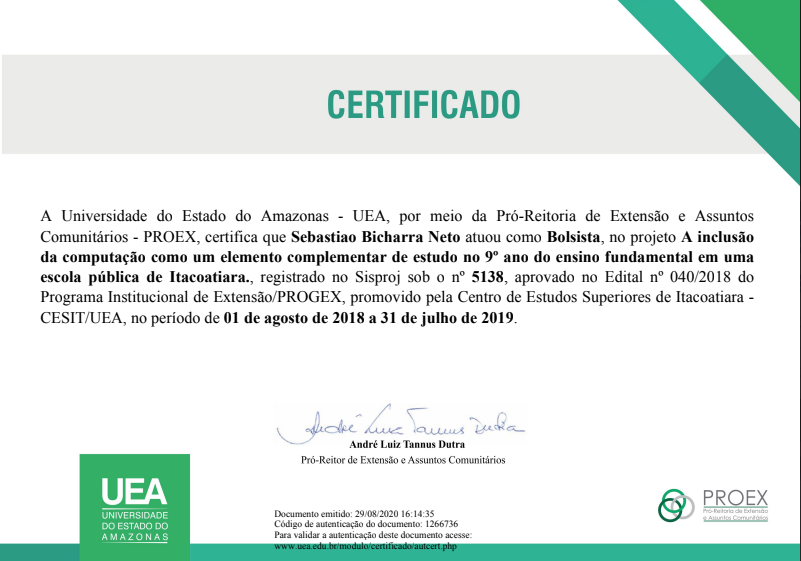 CERTIFICADO
A Universidade do Estado do Amazonas - UEA, por meio da Pró-Reitoria de Extensão e Assuntos
Comunitários - PROEX, certifica que Sebastiao Bicharra Neto atuou como Bolsista, no projeto A inclusão
da computação como um elemento complementar de estudo no 9º ano do ensino fundamental em uma
escola pública de Itacoatiara., registrado no Sisproj sob o nº 5138, aprovado no Edital nº 040/2018 do
Programa Institucional de Extensão/PROGEX, promovido pela Centro de Estudos Superiores de Itacoatiara -
CESIT/UEA, no período de 01 de agosto de 2018 a 31 de julho de 2019.
André Luiz Tannus Dutra
André Luiz Tannus Dutra
Pró-Reitor de Extensão e Assuntos Comunitários
UEA
UNIVERSIDADE
DO ESTADO DO
AMAZONAS
Documento emitido: 29/08/2020 16:14:35
Código de autenticação do documento: 1266736
Para validar a autenticação deste documento acesse:
www.uea.edu.br/modulo/certificado/autcert.php
PROEX
Pró-Reitoria de Extensão
e Assuntos Comunitários